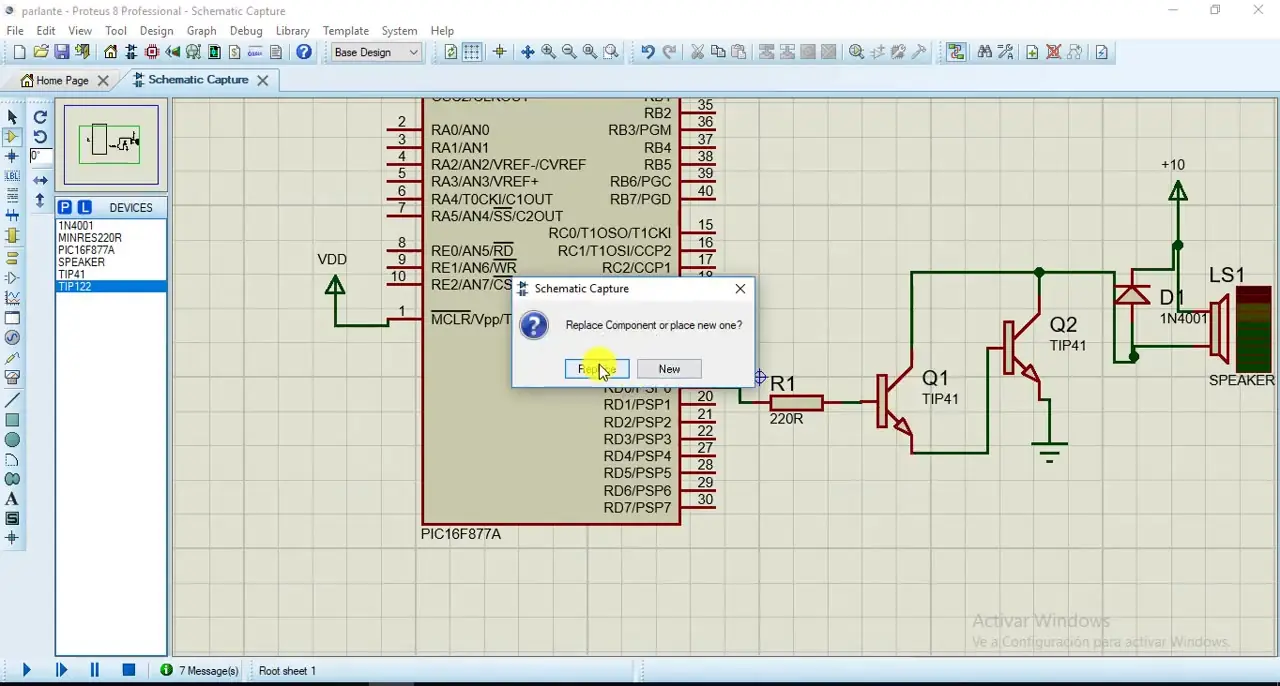 parlante - Proteus 8 Professional - Schematic Capture
File Edit View Tool Design Graph Debug Library Template System Help
Base Design
Home Page
Schematic Capture
0°
LBL
P L DEVICES
1N4001
MINRES220R
PIC16F877A
SPEAKER
TIP41
TIP122
2 RA0/AN0
3 RA1/AN1
4 RA2/AN2/VREF-/CVREF
5 RA3/AN3/VREF+
6 RA4/T0CKI/C1OUT
7 RA5/AN4/SS/C2OUT
8 RE0/AN5/RD
9 RE1/AN6/WR
10 RE2/AN7/CS
1 MCLR/Vpp/T
VDD
RB2 35
RB3/PGM 36
RB4 37
RB5 38
RB6/PGC 39
RB7/PGD 40
RC0/T1OSO/T1CKI 15
RC1/T1OSI/CCP2 16
RC2/CCP1 17
18
Schematic Capture
Replace Component or place new one?
New
RD0/PSP0
RD1/PSP1 20
RD2/PSP2 21
RD3/PSP3 22
RD4/PSP4 27
RD5/PSP5 28
RD6/PSP6 29
RD7/PSP7 30
PIC16F877A
R1
220R
Q1
TIP41
Q2
TIP41
+10
D1
1N4001
LS1
SPEAKER
A
S
Activar Windows
Ve a Configuración para activar Windows.
7 Message(s)
Root sheet 1